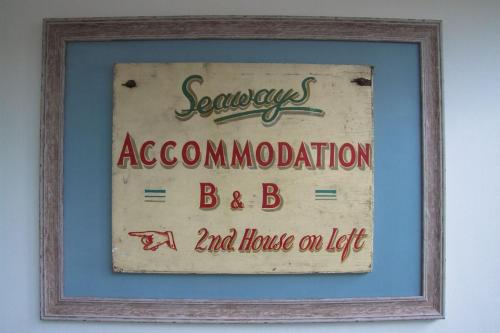 Seaways
ACCOMMODATION
B & B
2nd. House on Left